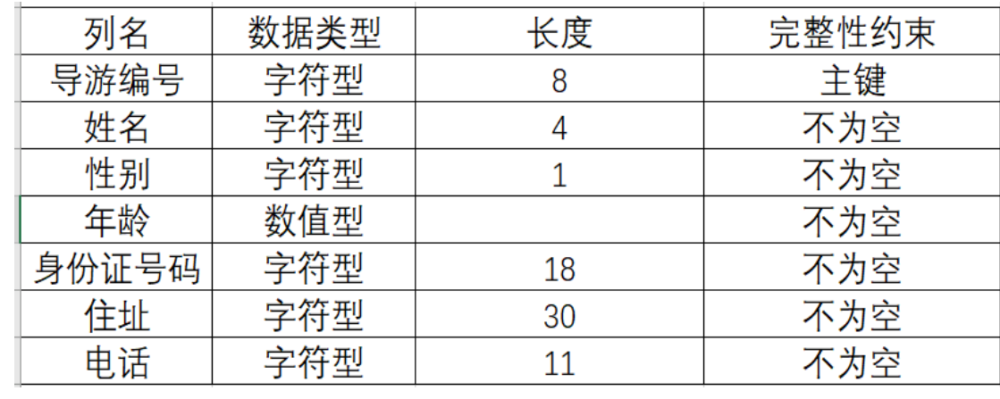 列名 数据类型 长度 完整性约束
导游编号 字符型 8 主键
姓名 字符型 4 不为空
性别 字符型 1 不为空
年龄 数值型 不为空
身份证号码 字符型 18 不为空
住址 字符型 30 不为空
电话 字符型 11 不为空